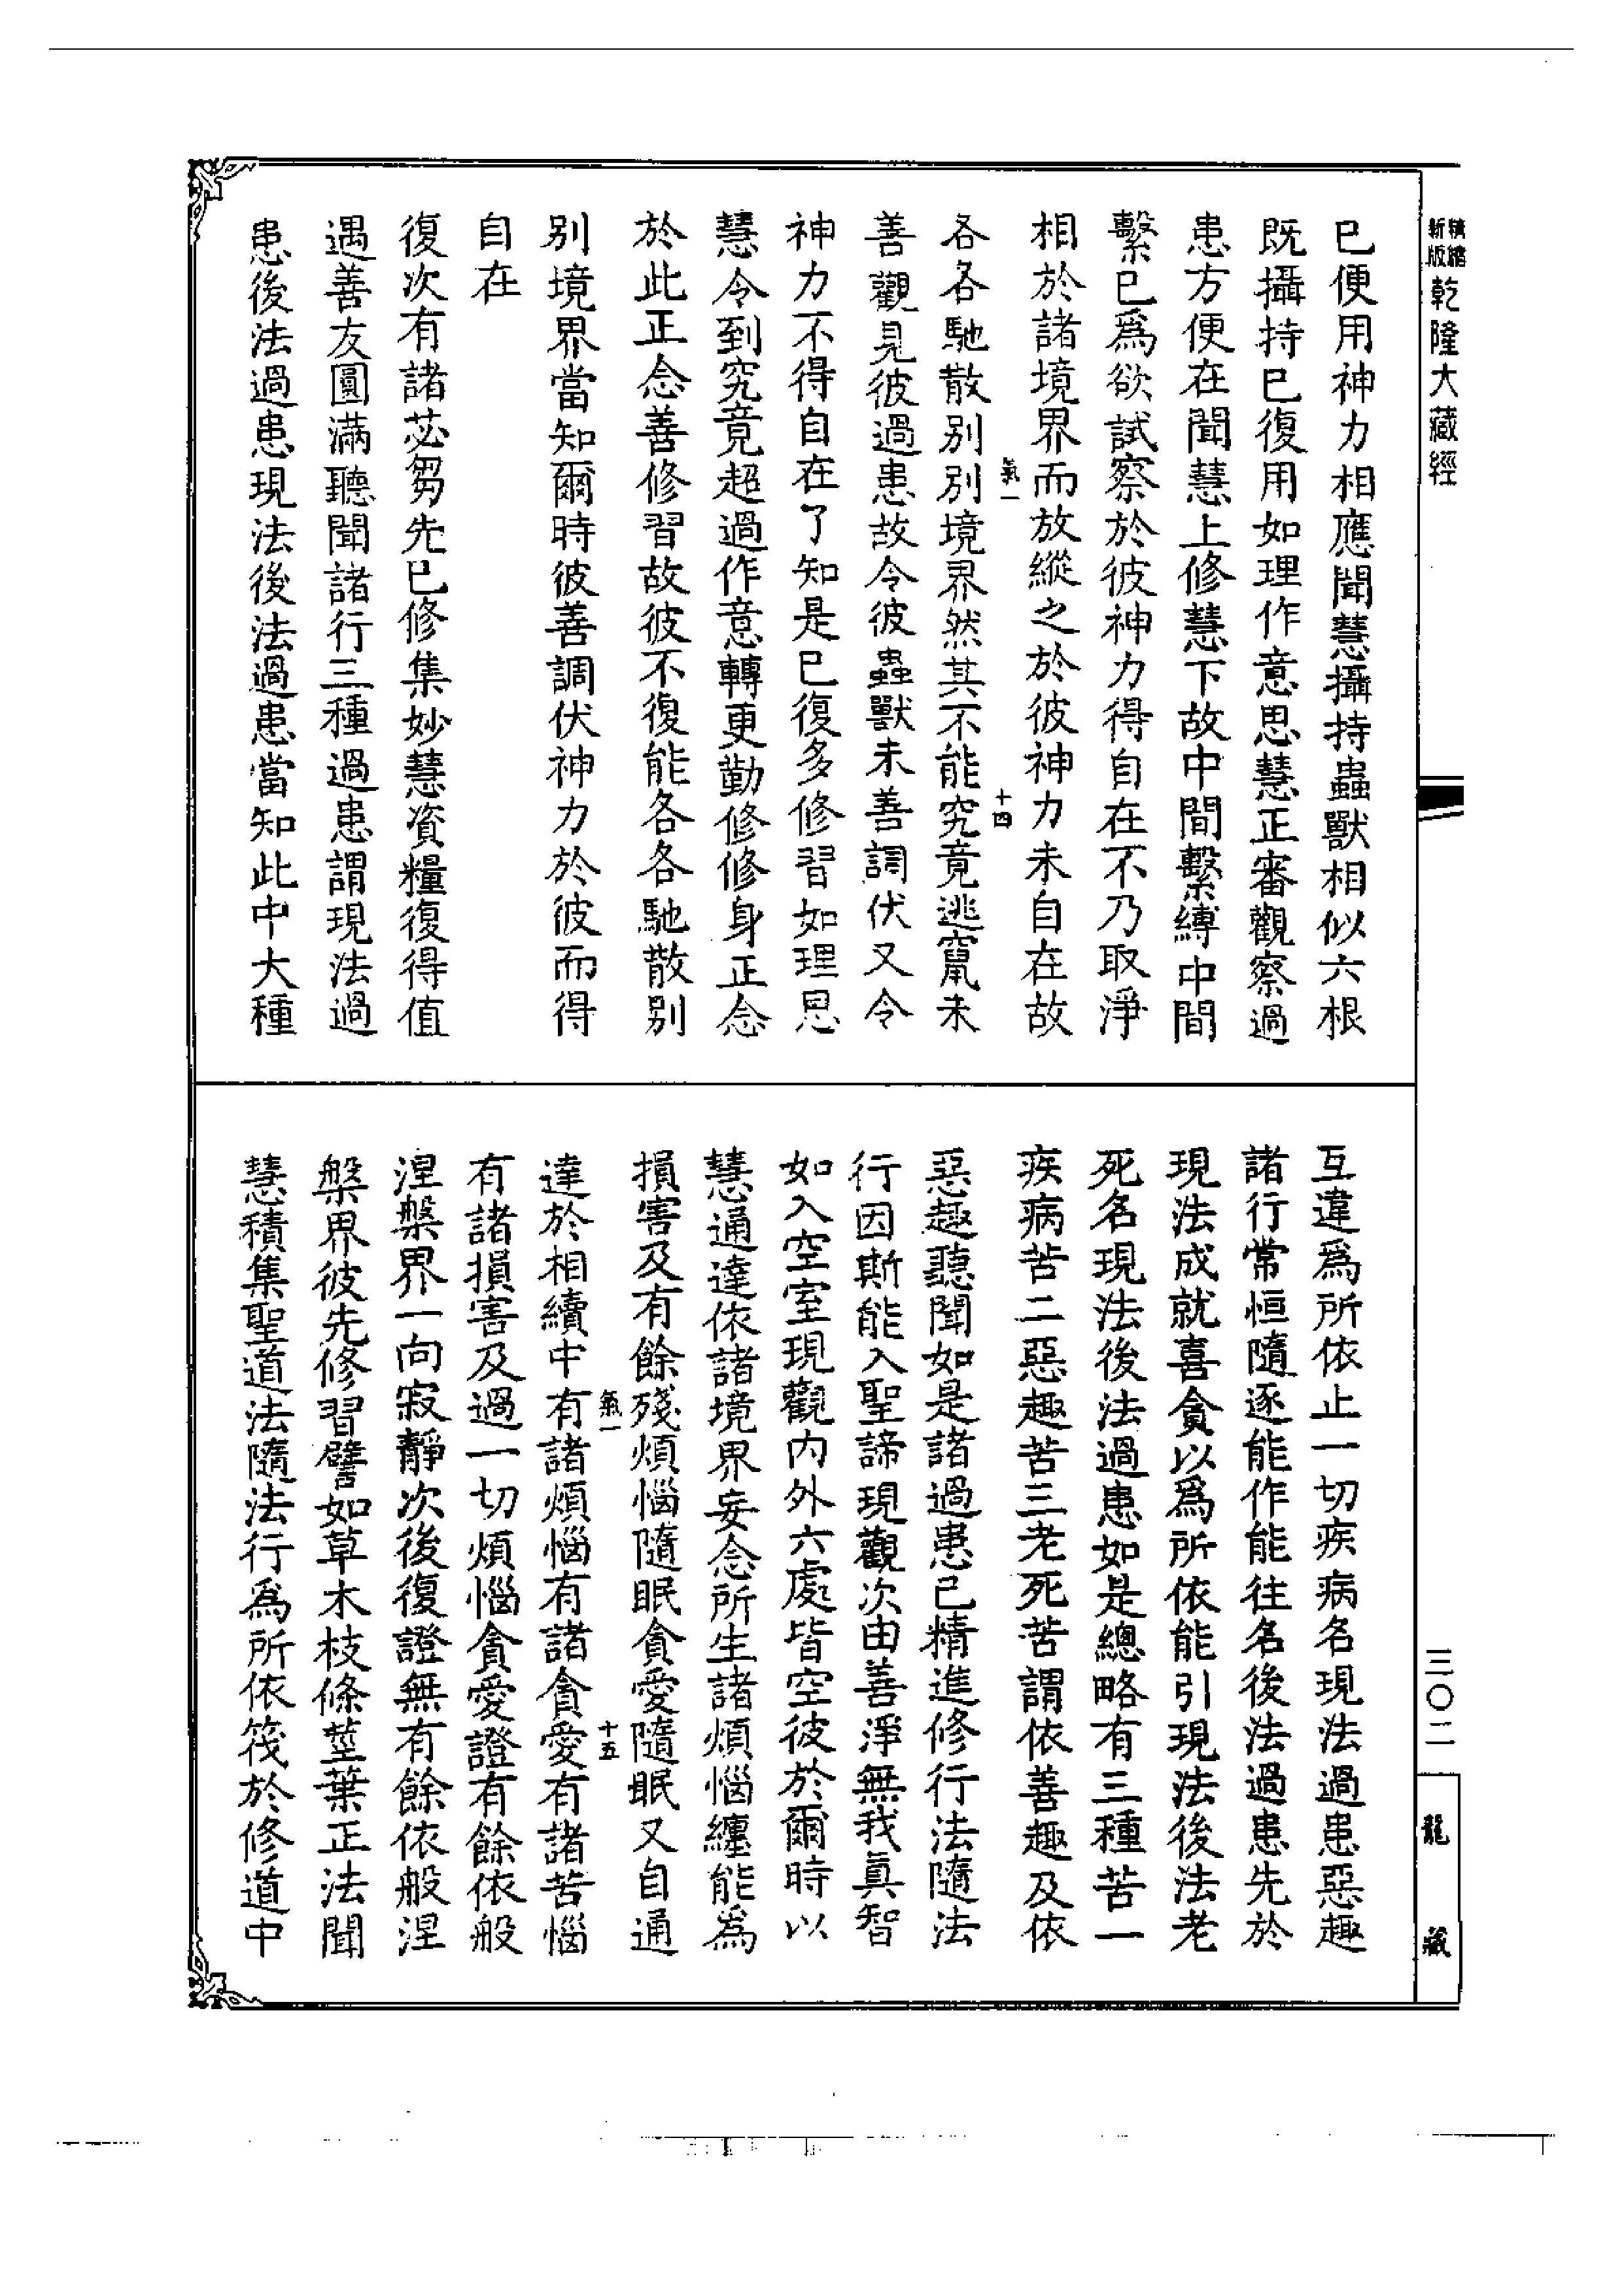 精縮
新版
乾隆大藏經
已便用神力相應聞慧攝持蟲獸相似六根
既攝持已復用如理作意思慧正審觀察過
患方便在聞慧上修慧下故中間繫縛中間
繫已爲欲試察於彼神力得自在不乃取淨
相於諸境界而放縱之於彼神力未自在故
氣一
十四
各各馳散別別境界然其不能究竟逃竄未
善觀見彼過患故令彼蟲獸未善調伏又令
神力不得自在了知是已復多修習如理思
慧令到究竟超過作意轉更勤修修身正念
於此正念善修習故彼不復能各各馳散別
別境界當知爾時彼善調伏神力於彼而得
自在
復次有諸苾芻先已修集妙慧資糧復得值
遇善友圓滿聽聞諸行三種過患謂現法過
患後法過患現法後法過患當知此中大種
互違爲所依止一切疾病名現法過患惡趣
諸行常恒隨逐能作能往名後法過患先於
現法成就喜貪以爲所依能引現法後法老
死名現法後法過患如是總略有三種苦一
疾病苦二惡趣苦三老死苦謂依善趣及依
惡趣聽聞如是諸過患已精進修行法隨法
行因斯能入聖諦現觀次由善淨無我真智
如入空室現觀内外六處皆空彼於爾時以
慧通達依諸境界妄念所生諸煩惱纏能爲
損害及有餘殘煩惱隨眠貪愛隨眠又自通
氣一
十五
達於相續中有諸煩惱有諸貪愛有諸苦惱
有諸損害及過一切煩惱貪愛證有餘依般
涅槃界一向寂靜次後復證無有餘依般涅
槃界彼先修習譬如草木枝條莖葉正法聞
慧積集聖道法隨法行爲所依筏於修道中
三〇二
龍藏